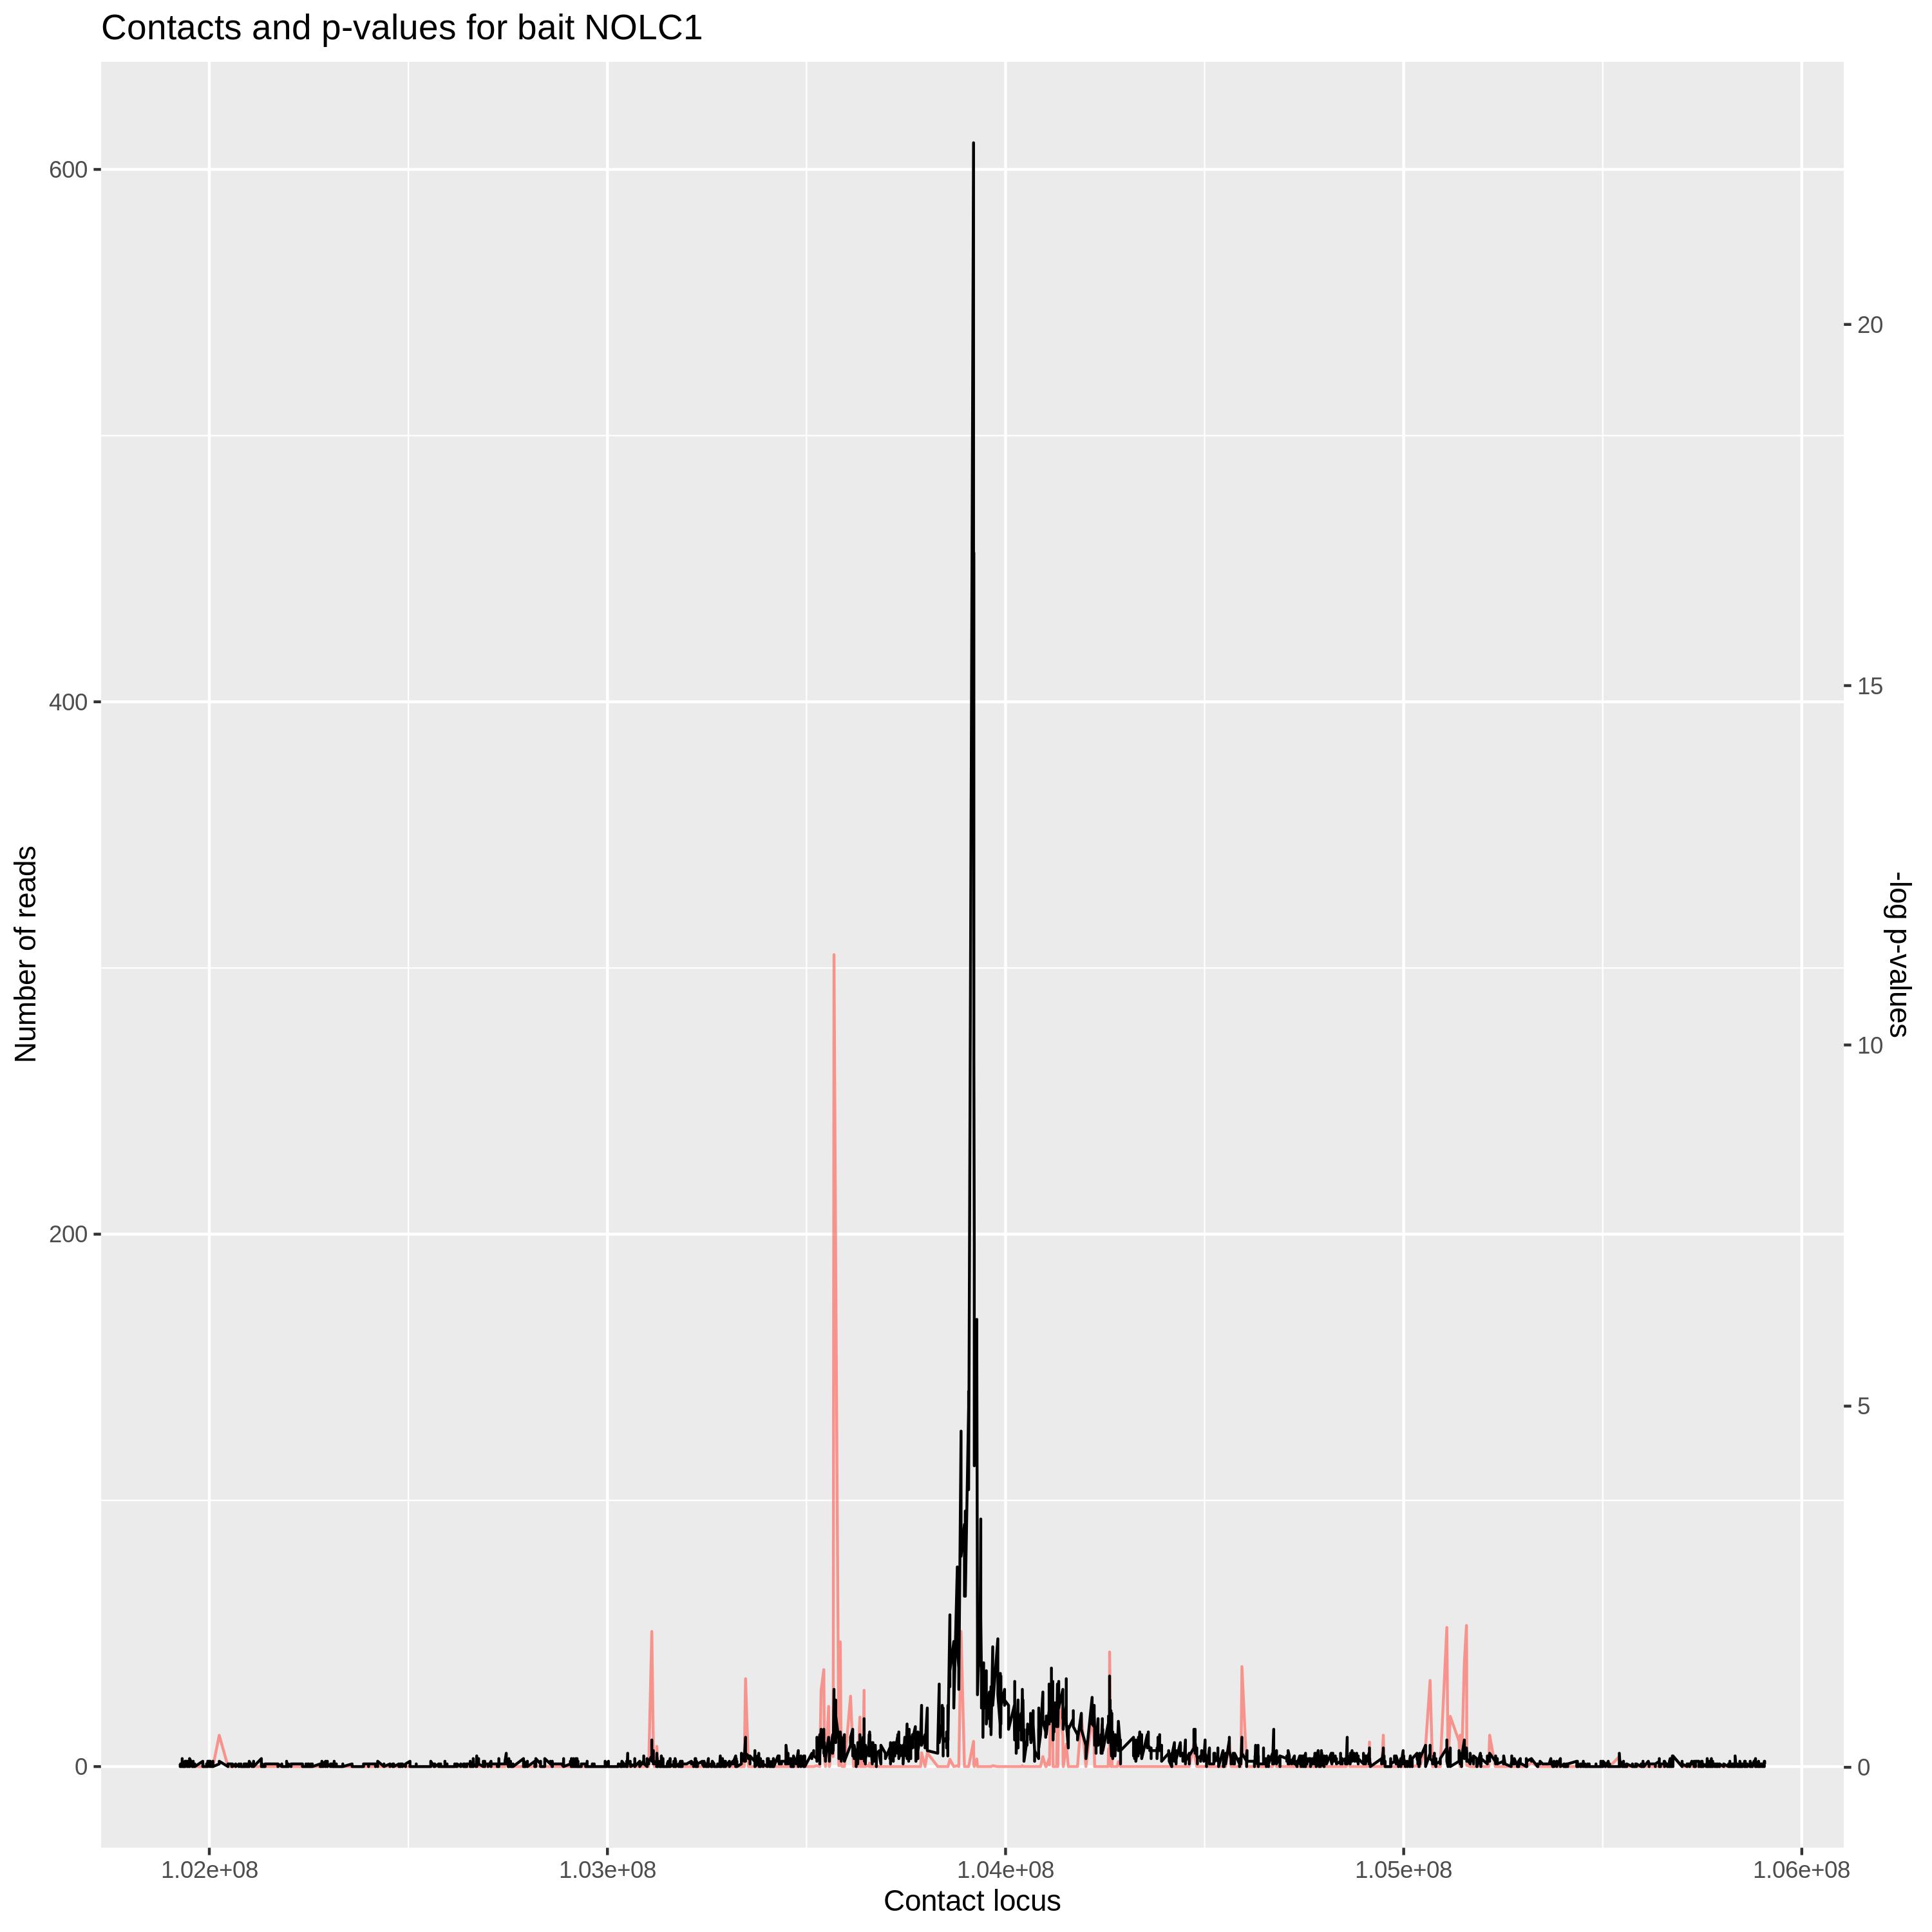 Contacts and p-values for bait NOLC1
600
400
200
0
Number of reads
20
15
10
5
0
-log p-values
1.02e+08
1.03e+08
1.04e+08
1.05e+08
1.06e+08
Contact locus